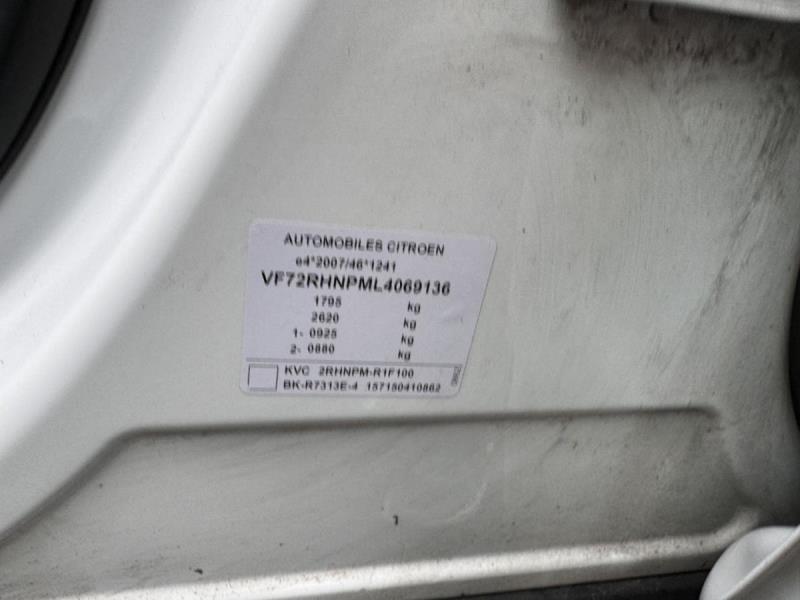 AUTOMOBILES CITROEN
e4*2007/46*1241
VF72RHNPML4069136
1795 kg
2620 kg
1- 0925 kg
2- 0880 kg
KVC 2RHNPM-R1F100
BK-R7313E-4 157150410862